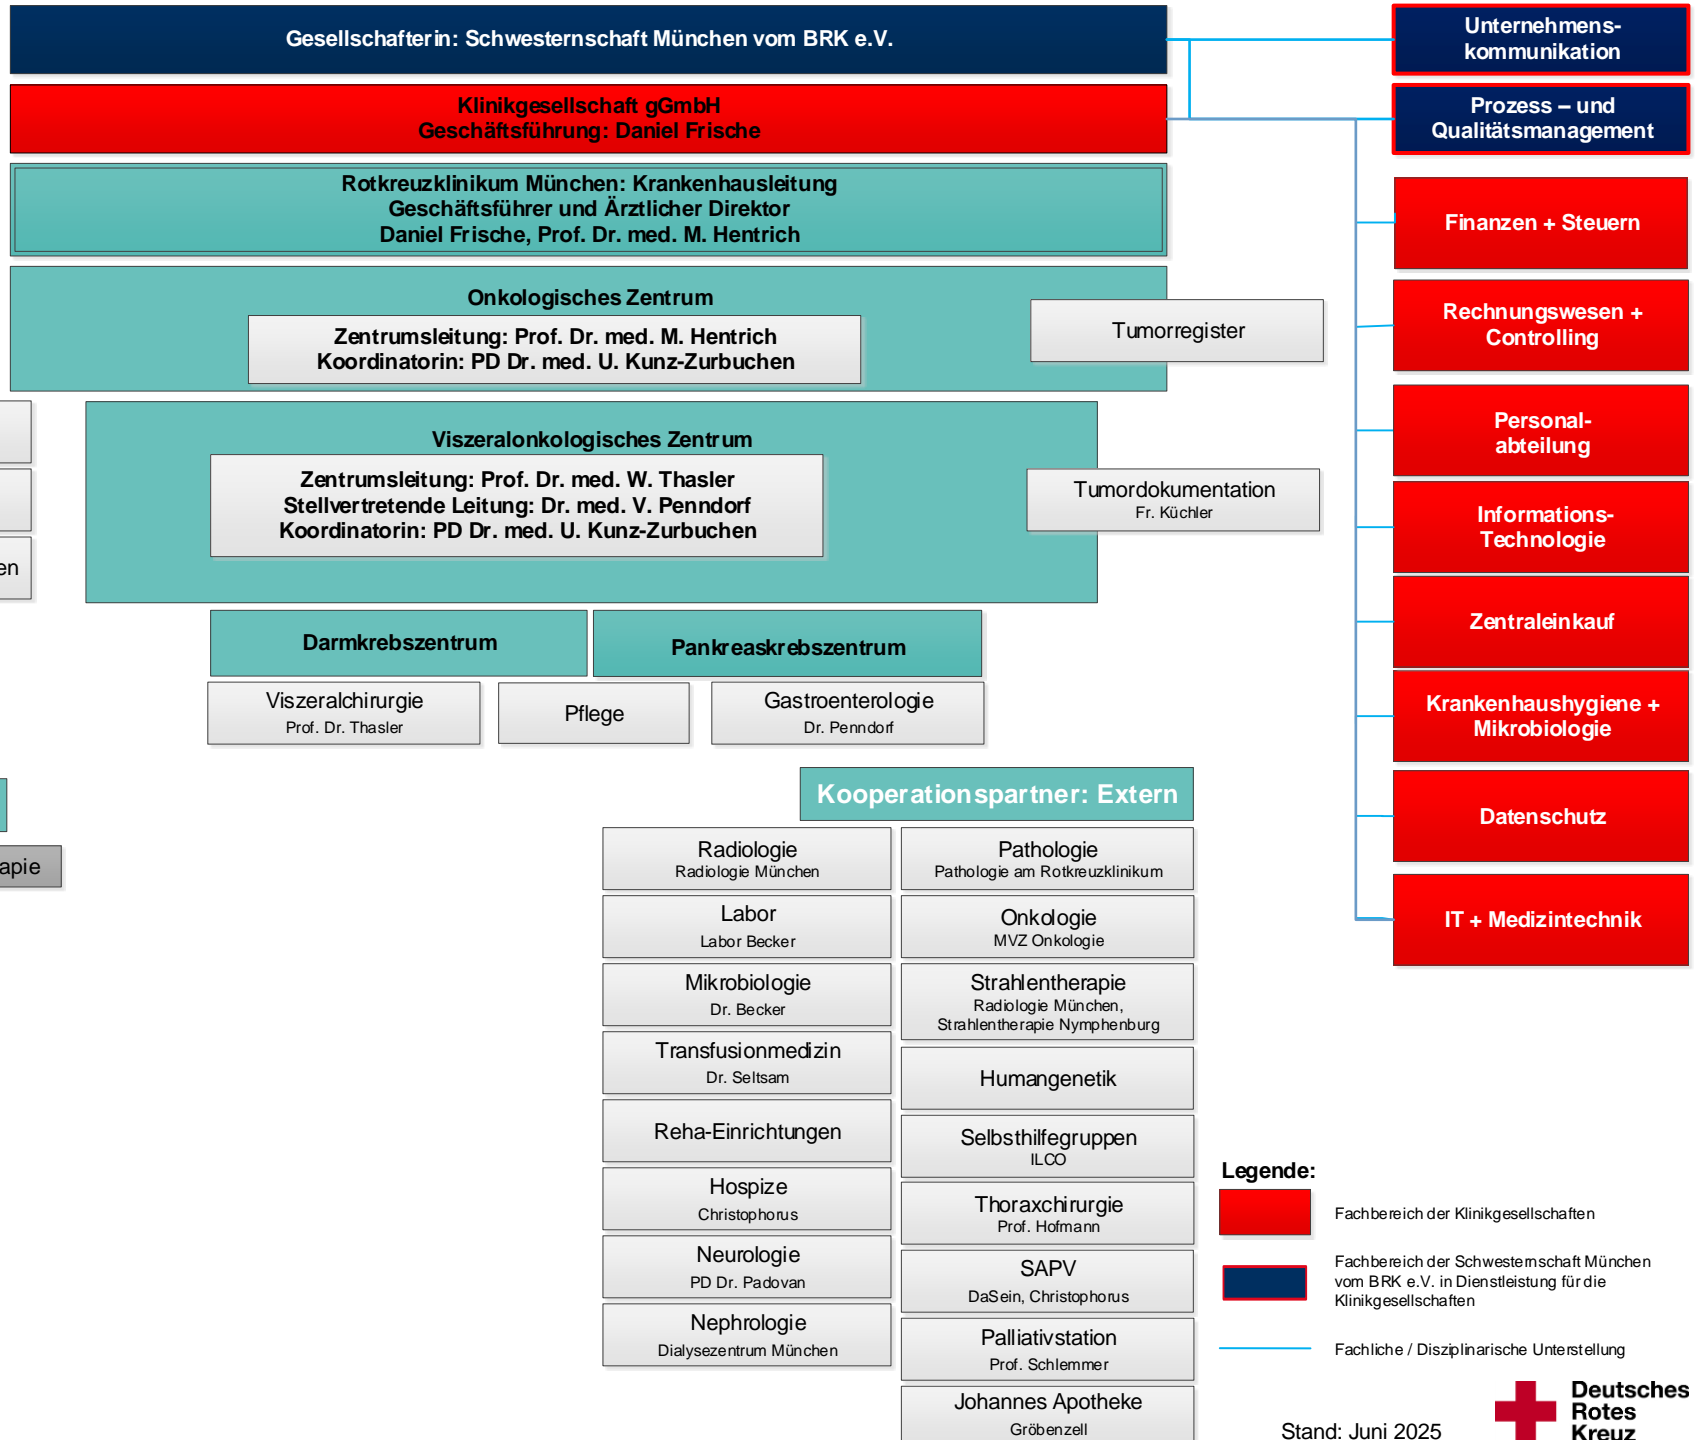 Gesellschafterin: Schwesternschaft München vom BRK e.V.
Unternehmens-
kommunikation
Klinikgesellschaft gGmbH
Geschäftsführung: Daniel Frische
Prozess – und
Qualitätsmanagement
Rotkreuzklinikum München: Krankenhausleitung
Geschäftsführer und Ärztlicher Direktor
Daniel Frische, Prof. Dr. med. M. Hentrich
Onkologisches Zentrum
Zentrumsleitung: Prof. Dr. med. M. Hentrich
Koordinatorin: PD Dr. med. U. Kunz-Zurbuchen
Tumorregister
Viszeralonkologisches Zentrum
Zentrumsleitung: Prof. Dr. med. W. Thasler
Stellvertretende Leitung: Dr. med. V. Penndorf
Koordinatorin: PD Dr. med. U. Kunz-Zurbuchen
Tumordokumentation
Fr. Küchler
en
Darmkrebszentrum
Pankreaskrebszentrum
Viszeralchirurgie
Prof. Dr. Thasler
Pflege
Gastroenterologie
Dr. Penndorf
apie
Finanzen + Steuern
Rechnungswesen +
Controlling
Personal-
abteilung
Informations-
Technologie
Zentraleinkauf
Krankenhaushygiene +
Mikrobiologie
Datenschutz
IT + Medizintechnik
Kooperationspartner: Extern
Radiologie
Radiologie München
Labor
Labor Becker
Mikrobiologie
Dr. Becker
Transfusionmedizin
Dr. Seltsam
Reha-Einrichtungen
Hospize
Christophorus
Neurologie
PD Dr. Padovan
Nephrologie
Dialysezentrum München
Pathologie
Pathologie am Rotkreuzklinikum
Onkologie
MVZ Onkologie
Strahlentherapie
Radiologie München,
Strahlentherapie Nymphenburg
Humangenetik
Selbsthilfegruppen
ILCO
Thoraxchirurgie
Prof. Hofmann
SAPV
DaSein, Christophorus
Palliativstation
Prof. Schlemmer
Johannes Apotheke
Gröbenzell
Legende:
Fachbereich der Klinikgesellschaften
Fachbereich der Schwesternschaft München
vom BRK e.V. in Dienstleistung für die
Klinikgesellschaften
Fachliche / Disziplinarische Unterstellung
Stand: Juni 2025
Deutsches
Rotes
Kreuz